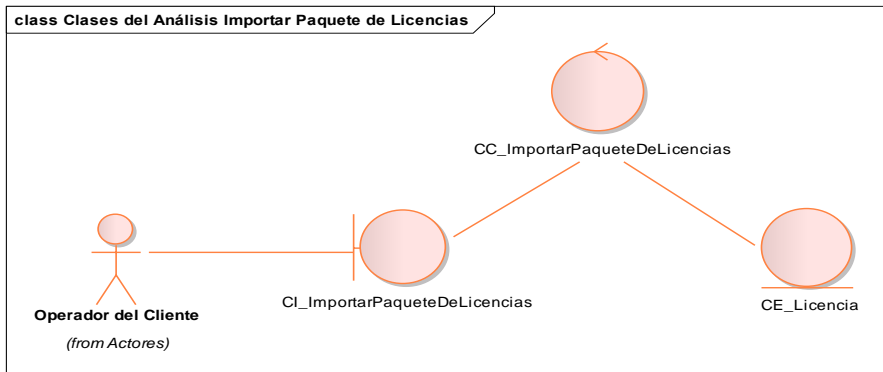 class Clases del Análisis Importar Paquete de Licencias
CC_ImportarPaqueteDeLicencias
CI_ImportarPaqueteDeLicencias
CE_Licencia
Operador del Cliente
(from Actores)